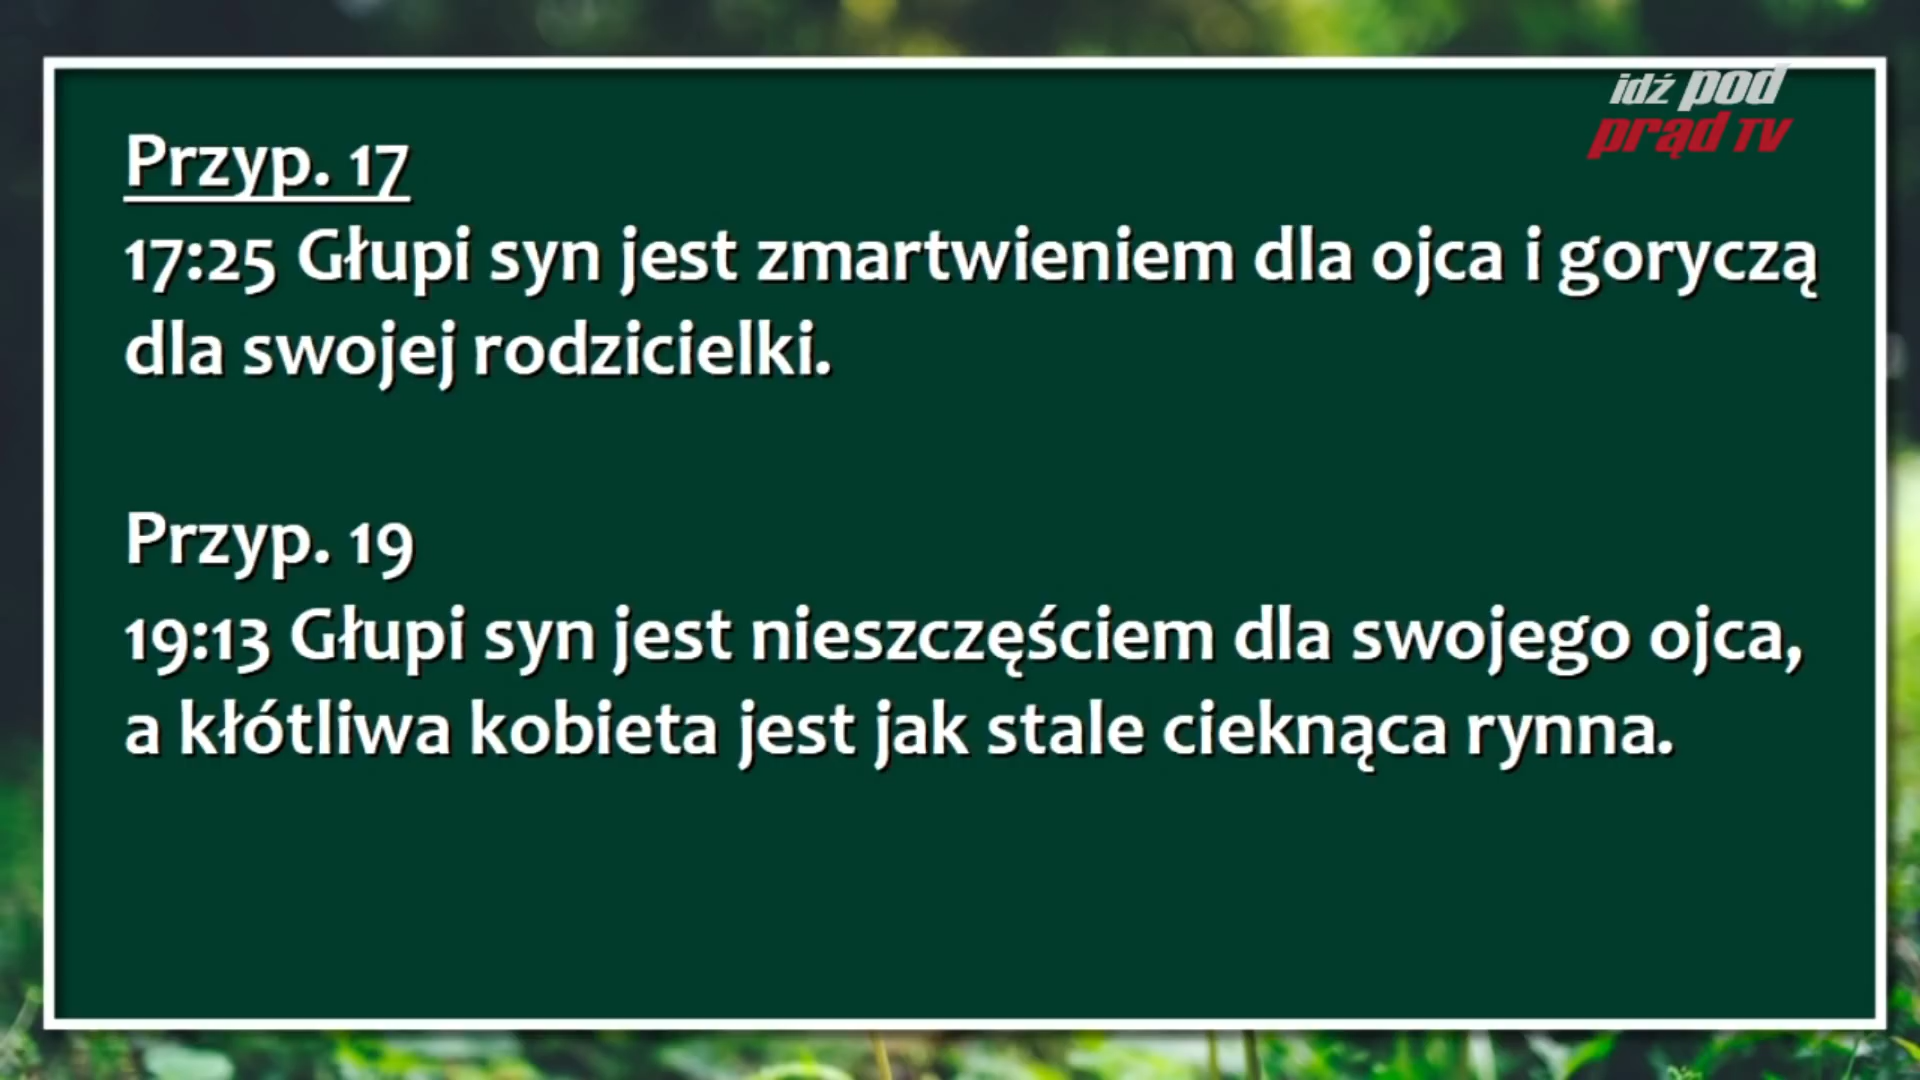 idź pod
prąd TV
Przyp. 17
17:25 Głupi syn jest zmartwieniem dla ojca i goryczą
dla swojej rodzicielki.
Przyp. 19
19:13 Głupi syn jest nieszczęściem dla swojego ojca,
a kłótliwa kobieta jest jak stale cieknąca rynna.